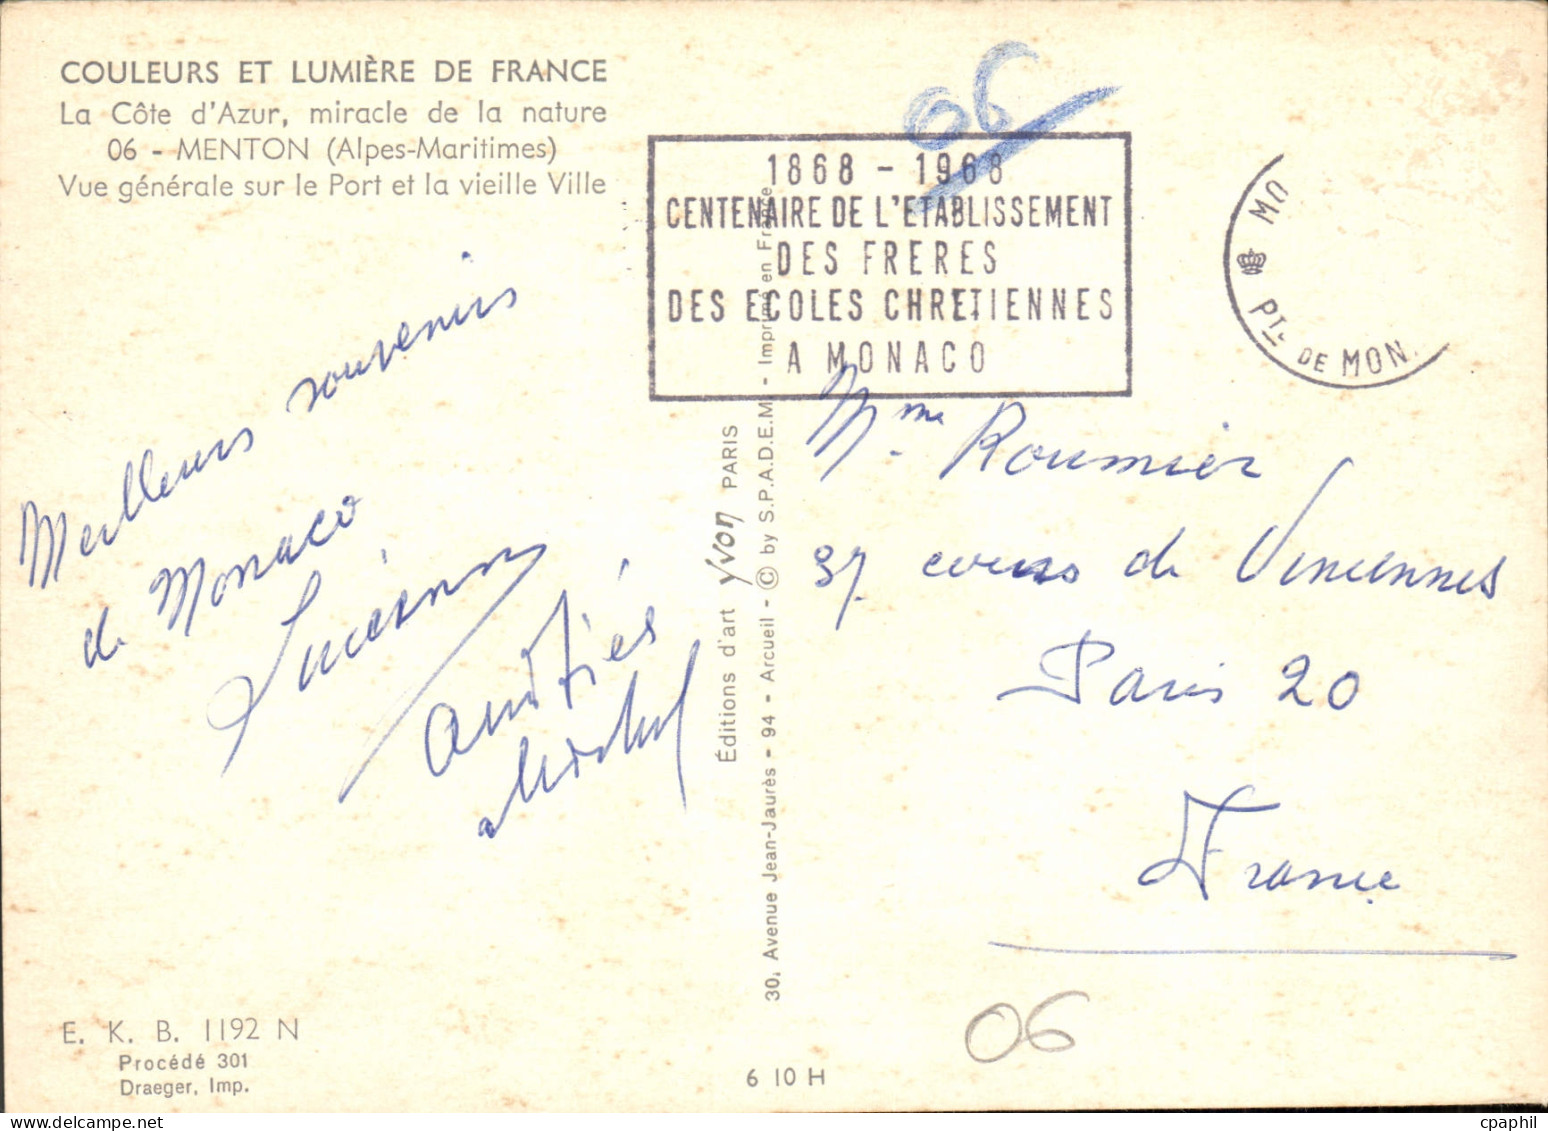 COULEURS ET LUMIÈRE DE FRANCE
La Côte d'Azur, miracle de la nature
06 - MENTON (Alpes-Maritimes)
Vue générale sur le Port et la vieille Ville
06
1868 - 1968
CENTENAIRE DE L'ETABLISSEMENT
DES FRERES
DES ECOLES CHRETIENNES
A MONACO
MO
PTE DE MON.
Meilleurs souvenirs
de Monaco
Michel
Éditions d'art Yvon PARIS
30, Avenue Jean-Jaurès - 94 - Arcueil - © by S.P.A.D.E.M. - Imprimé en France
Mme Roumier
37 cours de Vincennes
Paris 20
France
06
E. K. B. 1192 N
Procédé 301
Draeger, Imp.
6 10 H
cpaphil